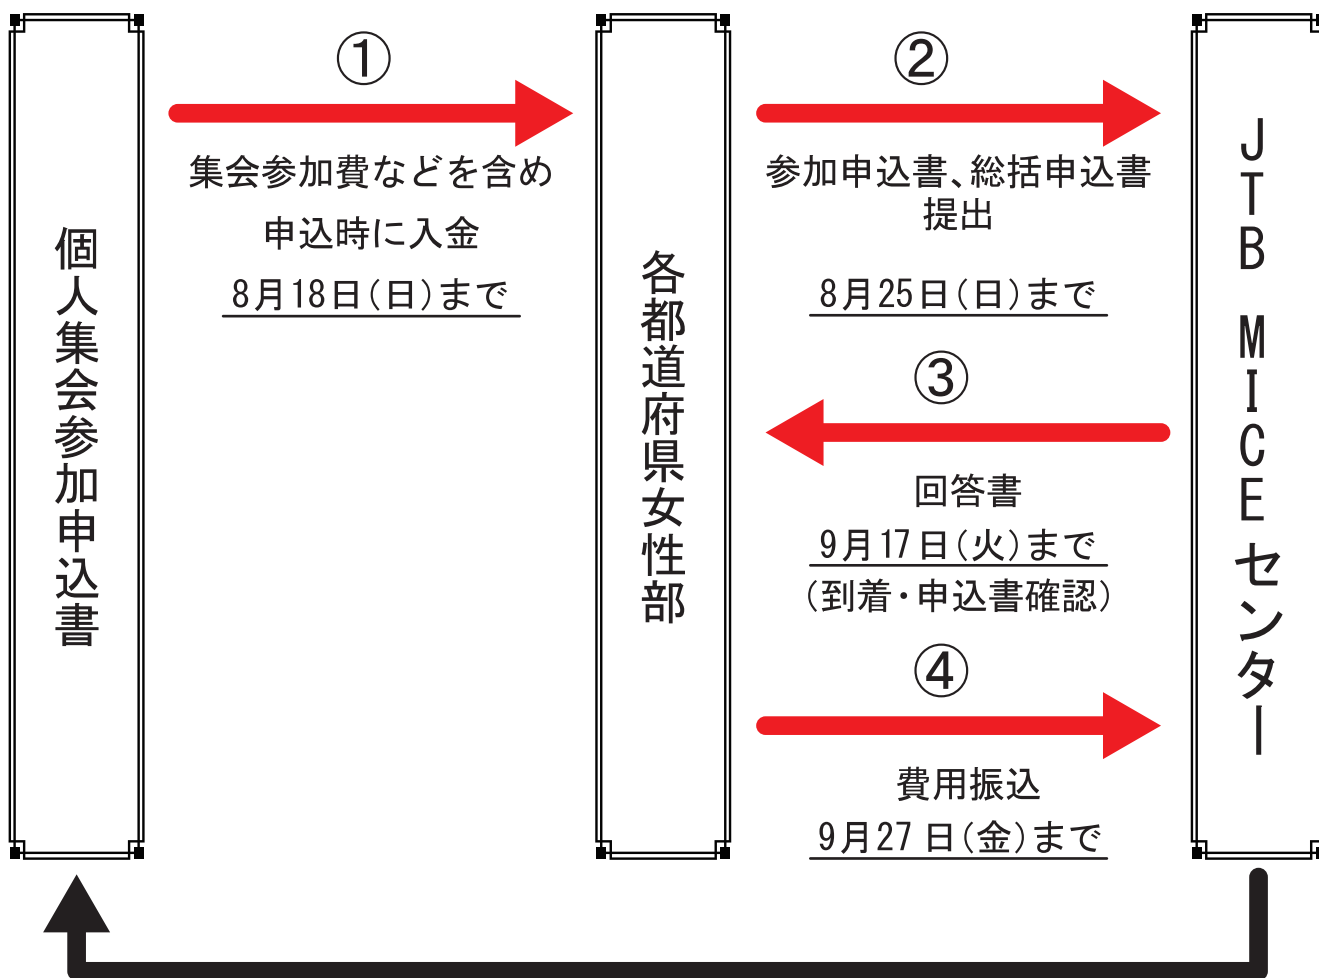 個人集会参加申込書
①
集会参加費などを含め
申込時に入金
8月18日(日)まで
各都道府県女性部
②
参加申込書、総括申込書
提出
8月25日(日)まで
③
回答書
9月17日(火)まで
(到着・申込書確認)
④
費用振込
9月27日(金)まで
JTB MICEセンター